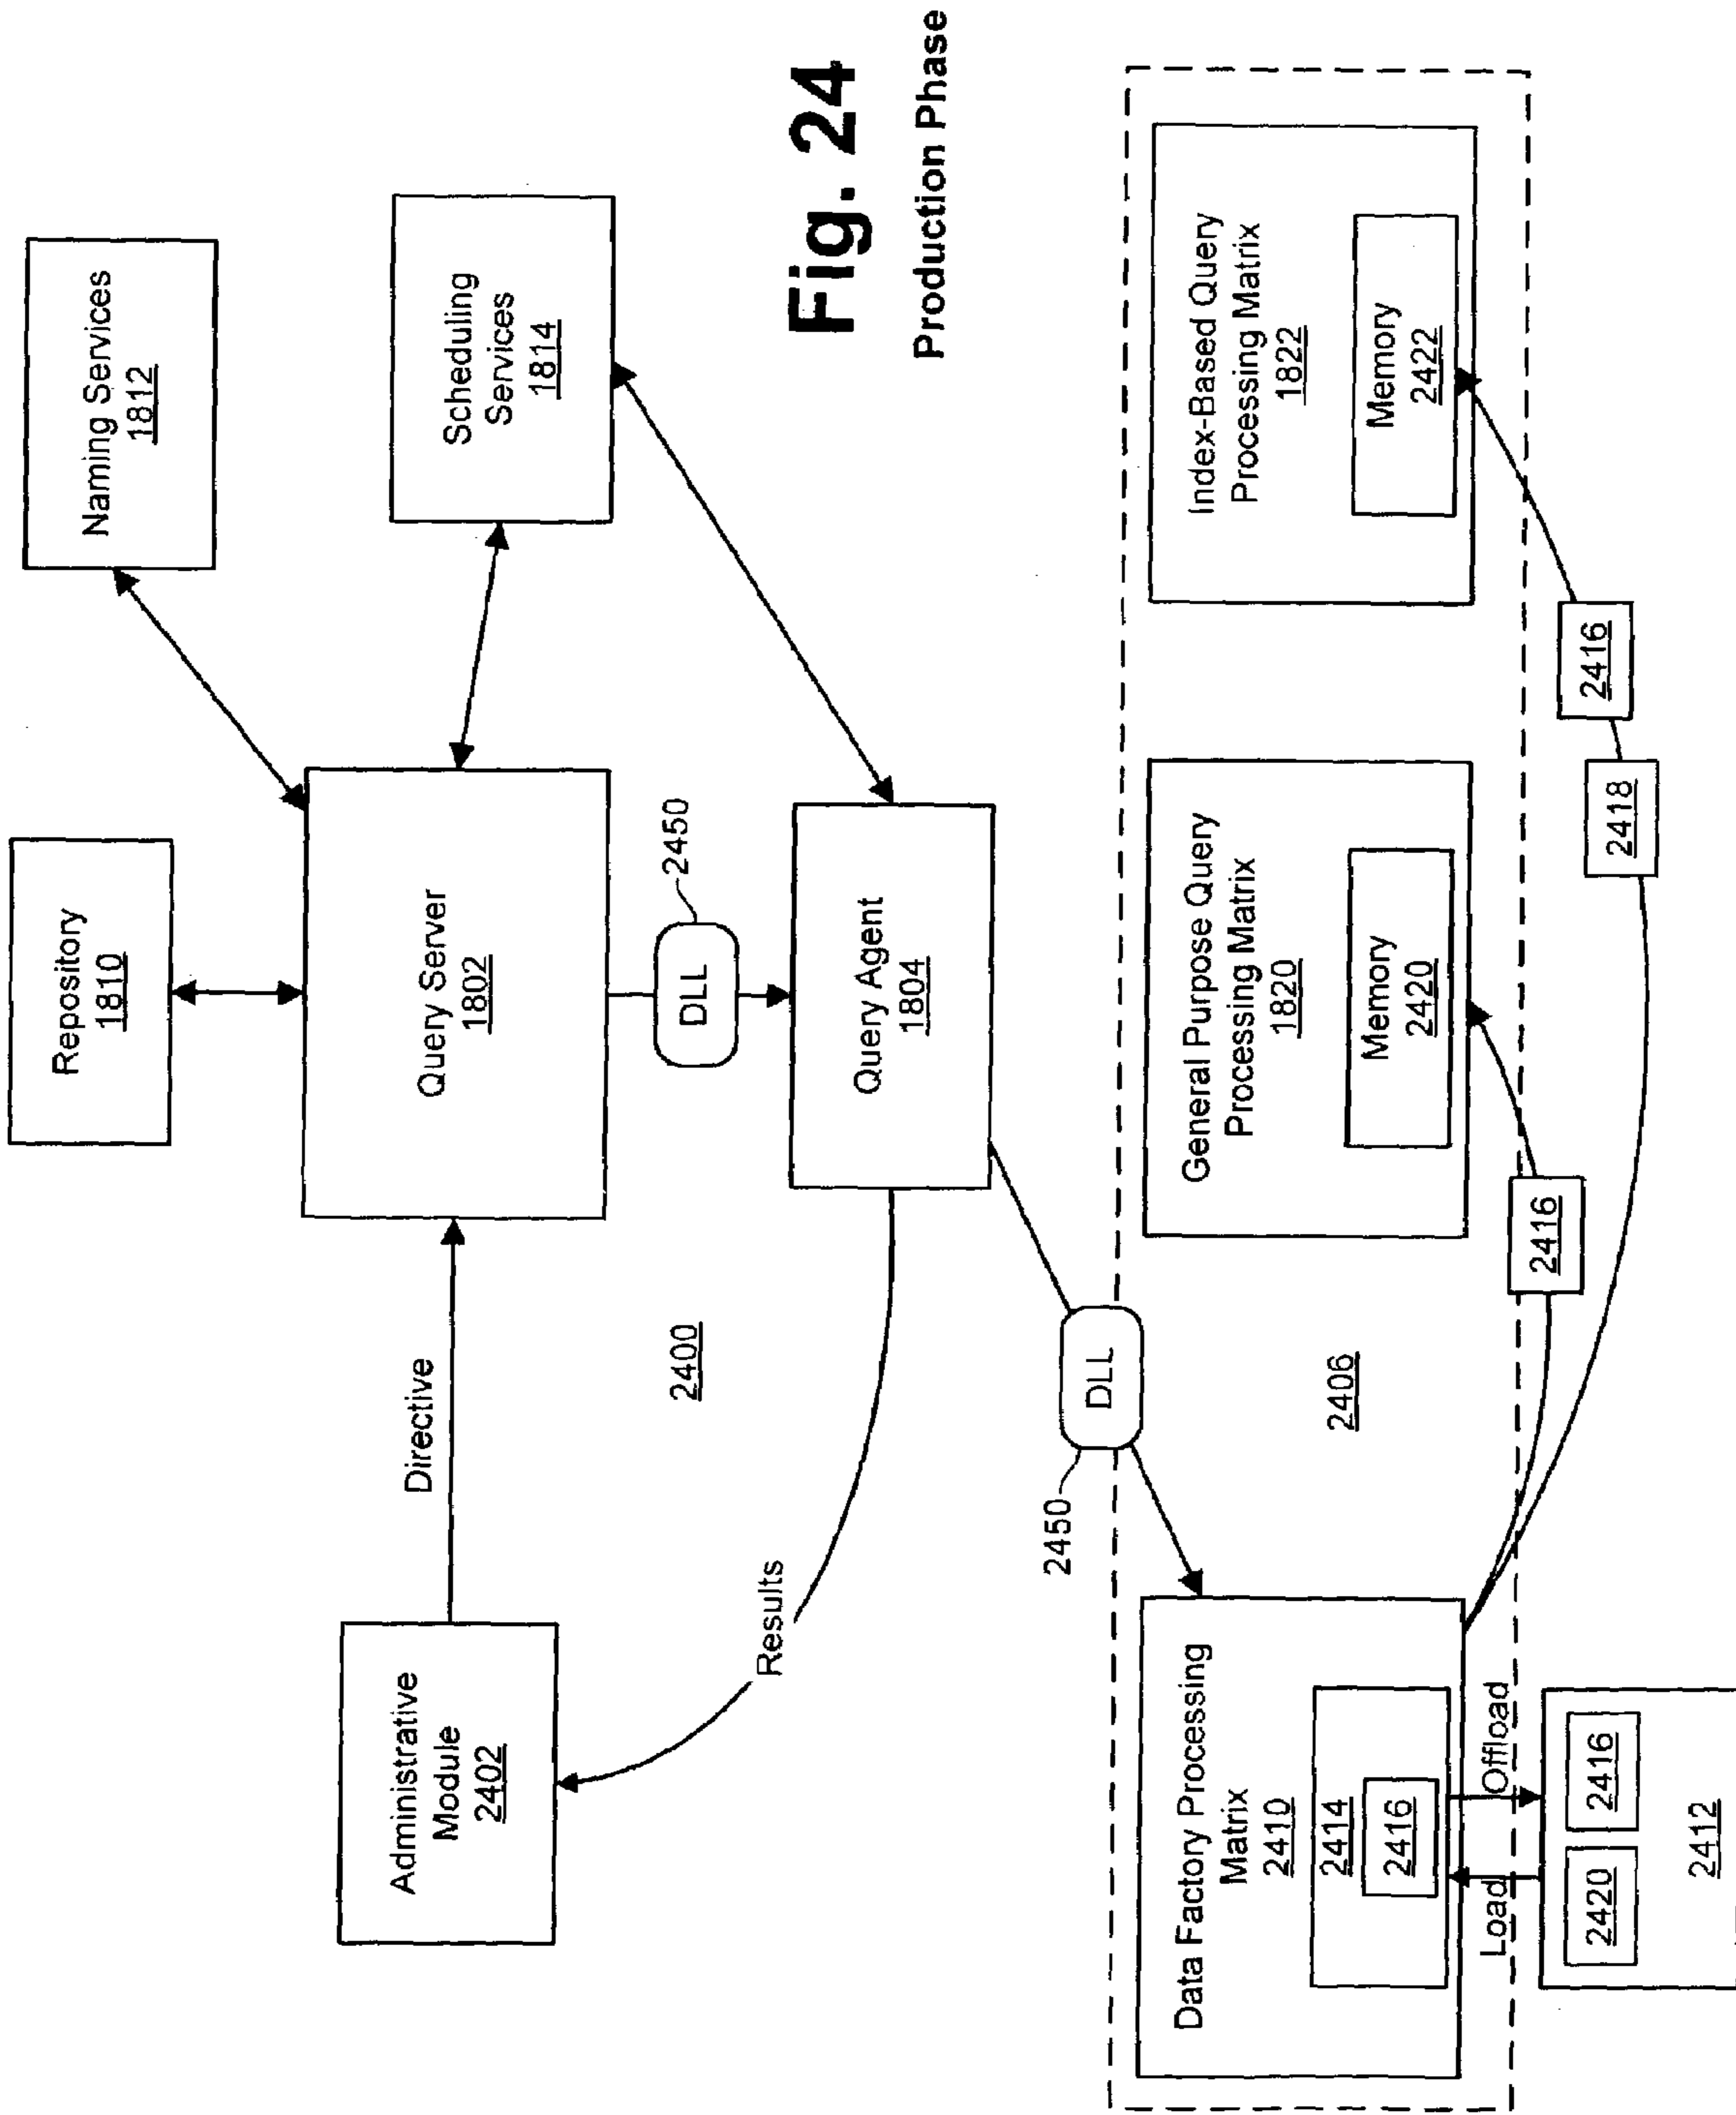 Repository
1810
Naming Services
1812
Administrative
Module
2402
Directive
Query Server
1802
Scheduling
Services
1814
2400
DLL
2450
Results
Query Agent
1804
Fig. 24
Production Phase
2450
DLL
Data Factory Processing
Matrix
2410
2414
2416
2406
General Purpose Query
Processing Matrix
1820
Memory
2420
Index-Based Query
Processing Matrix
1822
Memory
2422
Load
Offload
2416
2416
2418
2420
2416
2412